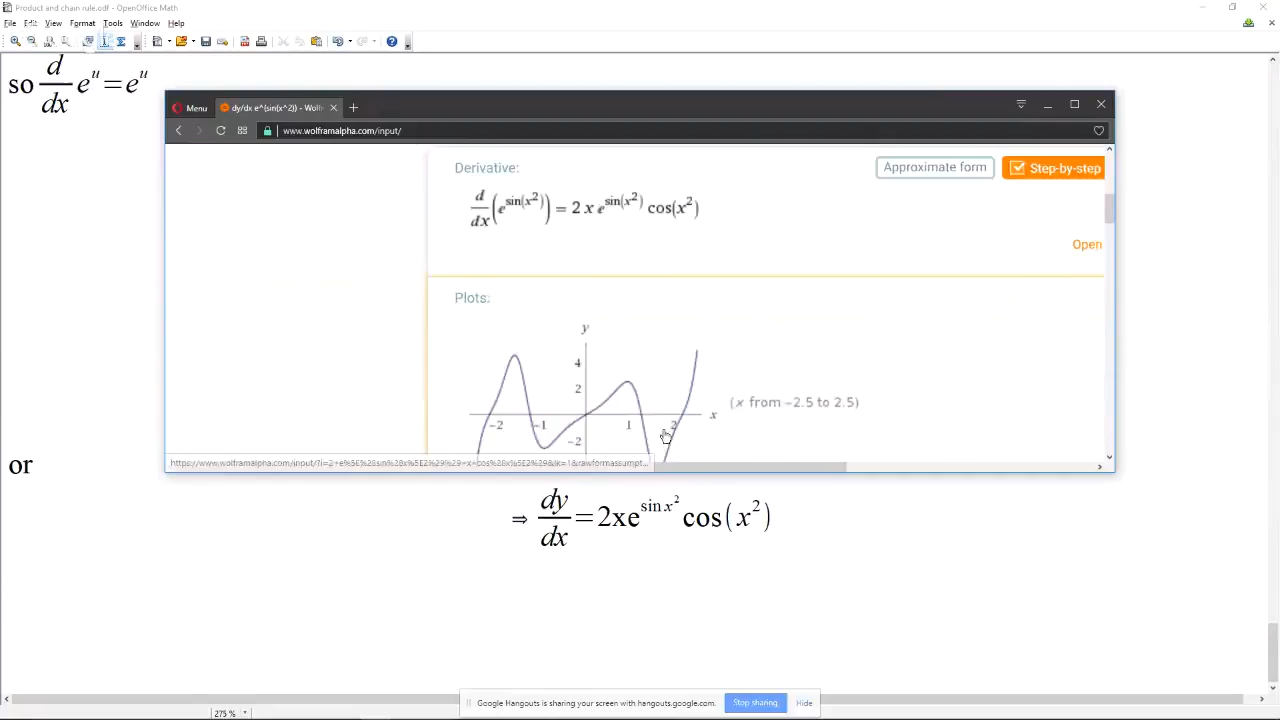 Product and chain rule.odf - OpenOffice Math
File Edit View Format Tools Window Help
so d/dx e^u = e^u
Menu dy/dx e^{sin(x^2)} - Wolfr
www.wolframalpha.com/input/
Derivative:
Approximate form
Step-by-step
d/dx(e^sin(x^2)) = 2 x e^sin(x^2) cos(x^2)
Open
Plots:
y
4
2
(x from −2.5 to 2.5)
x
−2 −1 1 2
−2
or
⇒ dy/dx = 2xe^sin x^2 cos(x^2)
Google Hangouts is sharing your screen with hangouts.google.com.
Stop sharing
Hide
275 %